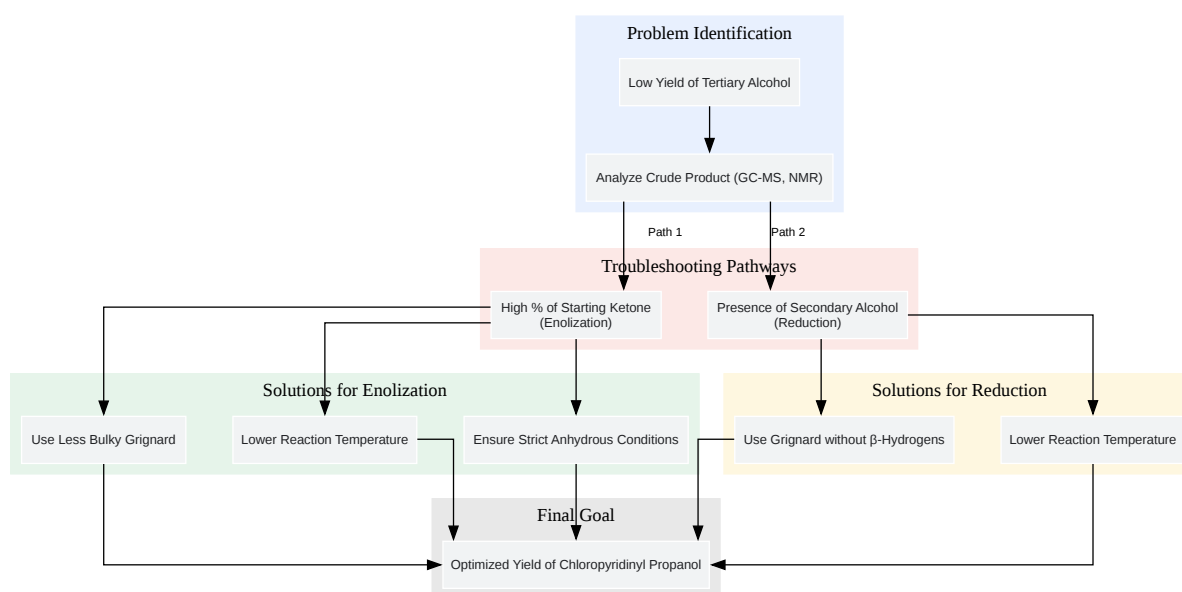 Problem Identification
Low Yield of Tertiary Alcohol
Analyze Crude Product (GC-MS, NMR)
Path 1
Path 2
Troubleshooting Pathways
High % of Starting Ketone
(Enolization)
Presence of Secondary Alcohol
(Reduction)
Solutions for Enolization
Use Less Bulky Grignard
Lower Reaction Temperature
Ensure Strict Anhydrous Conditions
Solutions for Reduction
Use Grignard without β-Hydrogens
Lower Reaction Temperature
Final Goal
Optimized Yield of Chloropyridinyl Propanol